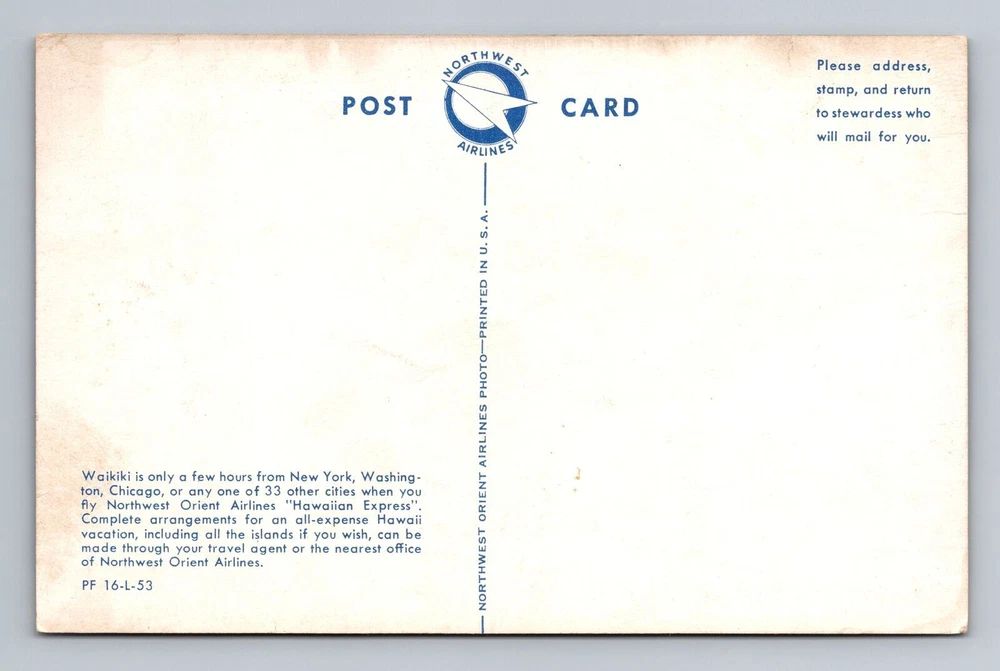 POST CARD
NORTHWEST
AIRLINES
Please address,
stamp, and return
to stewardess who
will mail for you.
NORTHWEST ORIENT AIRLINES PHOTO—PRINTED IN U. S. A.
Waikiki is only a few hours from New York, Washing-
ton, Chicago, or any one of 33 other cities when you
fly Northwest Orient Airlines "Hawaiian Express".
Complete arrangements for an all-expense Hawaii
vacation, including all the islands if you wish, can be
made through your travel agent or the nearest office
of Northwest Orient Airlines.
PF 16-L-53